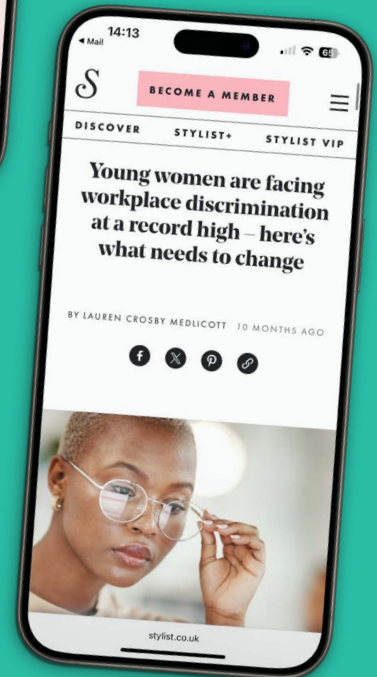 14:13
◀ Mail
65
S
BECOME A MEMBER
DISCOVER STYLIST+ STYLIST VIP
Young women are facing
workplace discrimination
at a record high – here's
what needs to change
BY LAUREN CROSBY MEDLICOTT 10 MONTHS AGO
stylist.co.uk